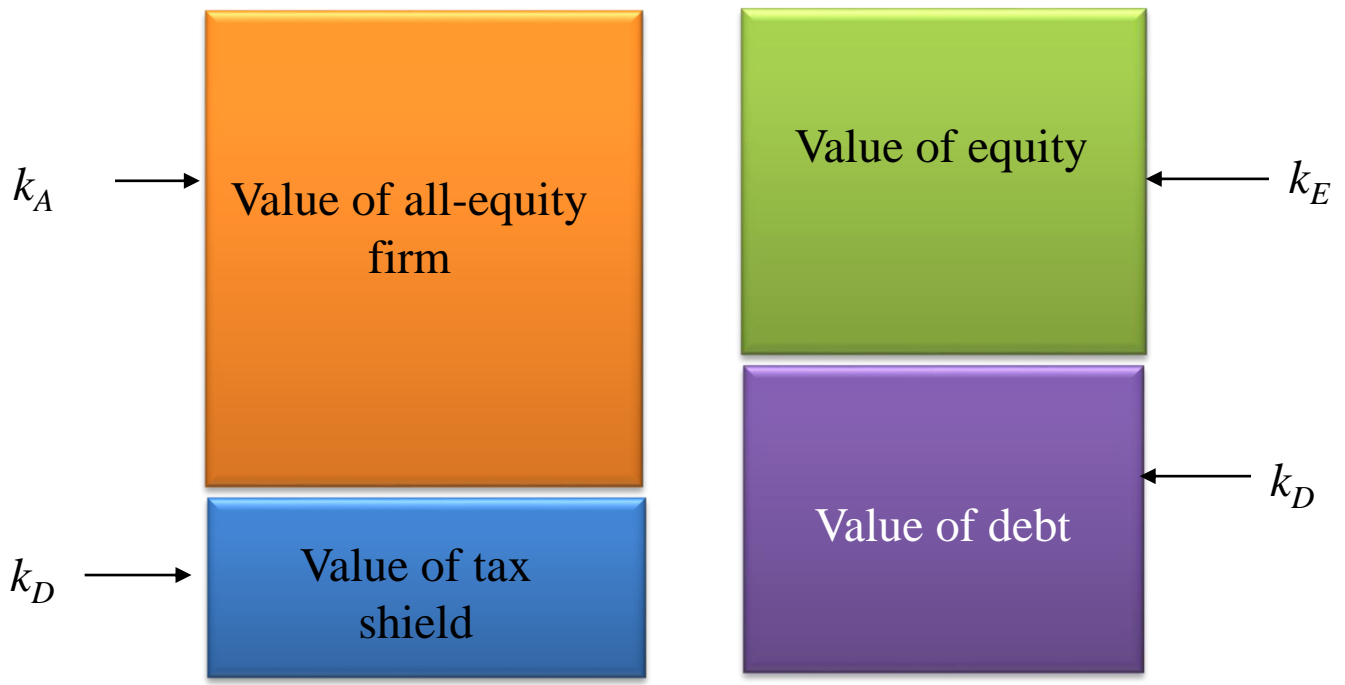 k_A
Value of all-equity
firm
k_D
Value of tax
shield
Value of equity
k_E
Value of debt
k_D